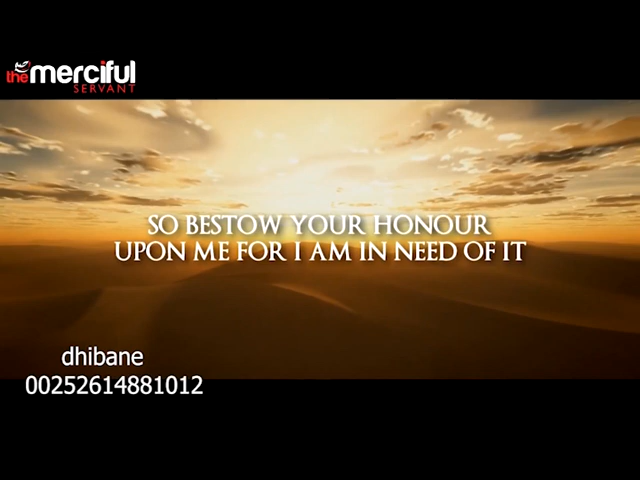 the merciful
SERVANT
SO BESTOW YOUR HONOUR
UPON ME FOR I AM IN NEED OF IT
dhibane
00252614881012